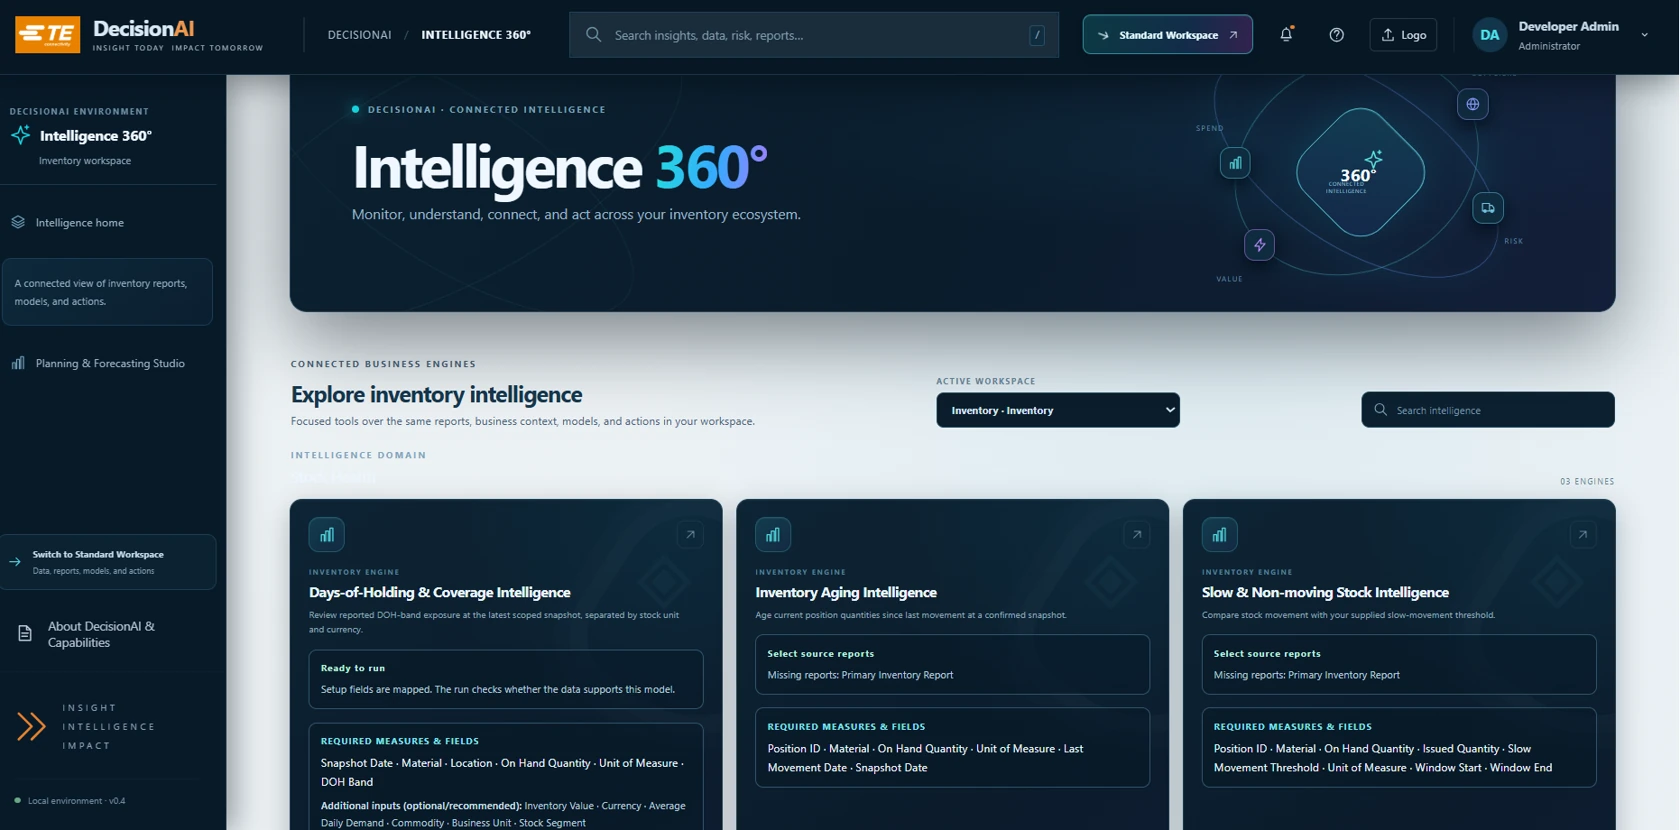 TE
connectivity
DecisionAI
INSIGHT TODAY IMPACT TOMORROW
DECISIONAI / INTELLIGENCE 360°
Search insights, data, risk, reports...
/
Standard Workspace
Logo
DA
Developer Admin
Administrator
DECISIONAI ENVIRONMENT
Intelligence 360°
Inventory workspace
Intelligence home
A connected view of inventory reports,
models, and actions.
Planning & Forecasting Studio
Switch to Standard Workspace
Data, reports, models, and actions
About DecisionAI &
Capabilities
INSIGHT
INTELLIGENCE
IMPACT
Local environment · v0.4
DECISIONAI · CONNECTED INTELLIGENCE
Intelligence 360°
Monitor, understand, connect, and act across your inventory ecosystem.
SPEND
360°
CONNECTED
INTELLIGENCE
RISK
VALUE
CONNECTED BUSINESS ENGINES
Explore inventory intelligence
Focused tools over the same reports, business context, models, and actions in your workspace.
ACTIVE WORKSPACE
Inventory · Inventory
Search intelligence
INTELLIGENCE DOMAIN
03 ENGINES
INVENTORY ENGINE
Days-of-Holding & Coverage Intelligence
Review reported DOH-band exposure at the latest scoped snapshot, separated by stock unit
and currency.
Ready to run
Setup fields are mapped. The run checks whether the data supports this model.
REQUIRED MEASURES & FIELDS
Snapshot Date · Material · Location · On Hand Quantity · Unit of Measure ·
DOH Band
Additional inputs (optional/recommended): Inventory Value · Currency · Average
Daily Demand · Commodity · Business Unit · Stock Segment
INVENTORY ENGINE
Inventory Aging Intelligence
Age current position quantities since last movement at a confirmed snapshot.
Select source reports
Missing reports: Primary Inventory Report
REQUIRED MEASURES & FIELDS
Position ID · Material · On Hand Quantity · Unit of Measure · Last
Movement Date · Snapshot Date
INVENTORY ENGINE
Slow & Non-moving Stock Intelligence
Compare stock movement with your supplied slow-movement threshold.
Select source reports
Missing reports: Primary Inventory Report
REQUIRED MEASURES & FIELDS
Position ID · Material · On Hand Quantity · Issued Quantity · Slow
Movement Threshold · Unit of Measure · Window Start · Window End